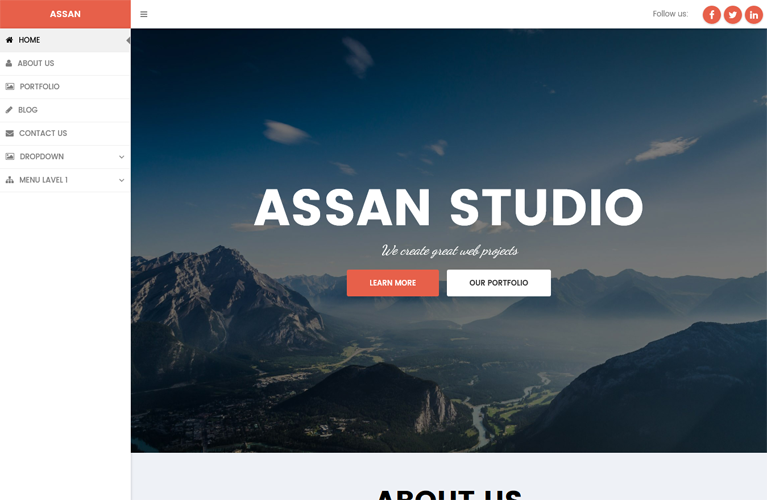 ASSAN
Follow us:
HOME
ABOUT US
PORTFOLIO
BLOG
CONTACT US
DROPDOWN
MENU LAVEL 1
ASSAN STUDIO
We create great web projects
LEARN MORE
OUR PORTFOLIO
ABOUT US